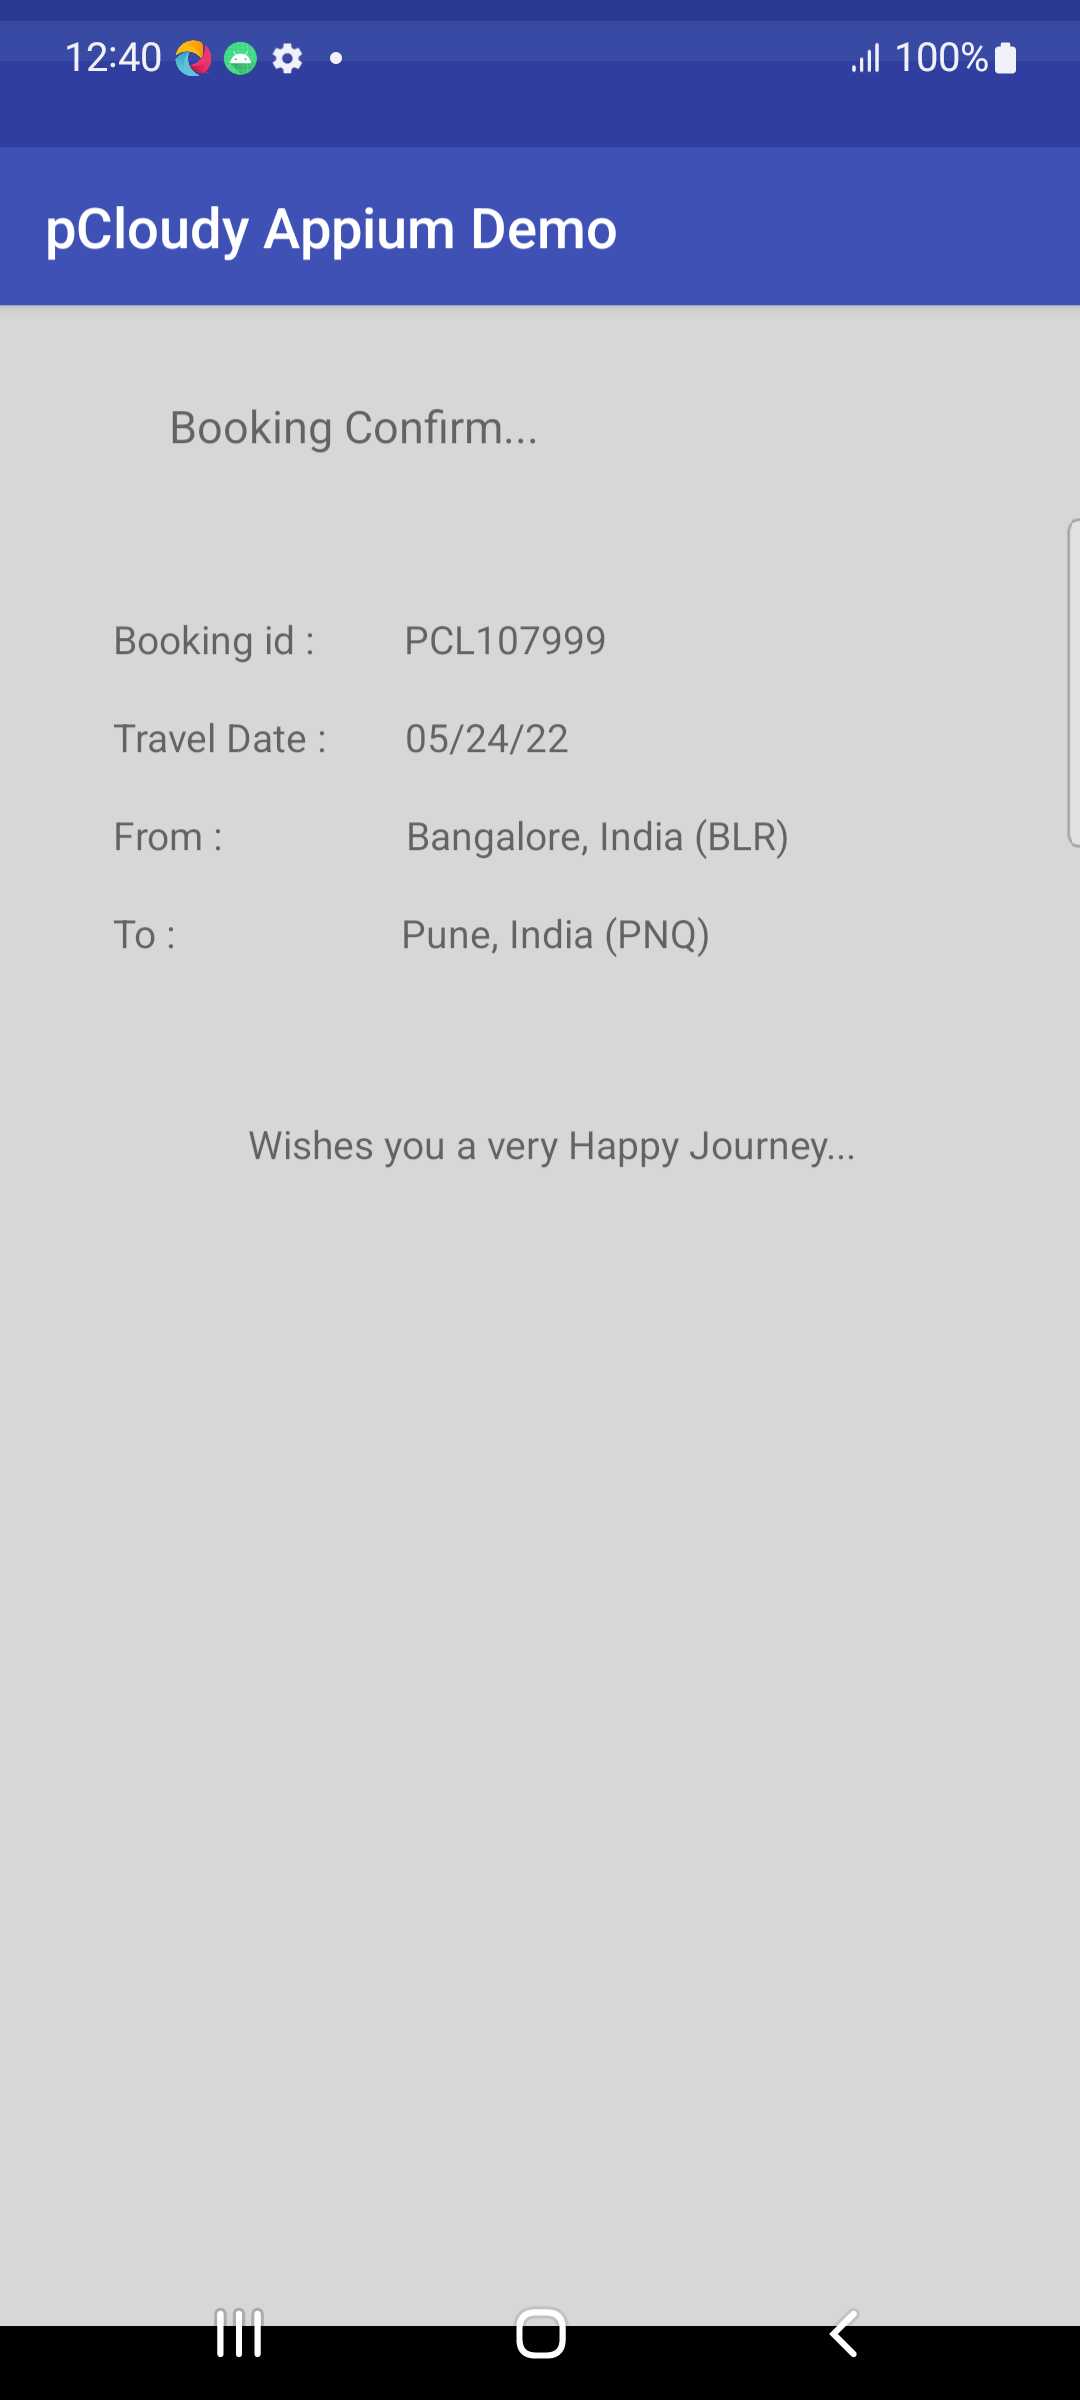 12:40 100%
pCloudy Appium Demo
Booking Confirm...
Booking id : PCL107999
Travel Date : 05/24/22
From : Bangalore, India (BLR)
To : Pune, India (PNQ)
Wishes you a very Happy Journey...